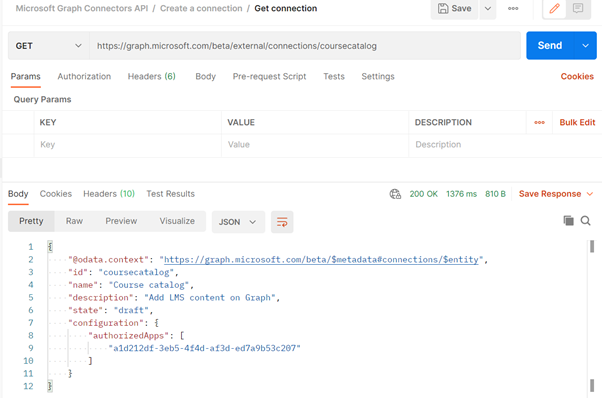 Microsoft Graph Connectors API / Create a connection / Get connection
Save
GET https://graph.microsoft.com/beta/external/connections/coursecatalog Send
Params Authorization Headers (6) Body Pre-request Script Tests Settings Cookies
Query Params
KEY VALUE DESCRIPTION Bulk Edit
Key Value Description
Body Cookies Headers (10) Test Results 200 OK 1376 ms 810 B Save Response
Pretty Raw Preview Visualize JSON
1 {
2 "@odata.context": "https://graph.microsoft.com/beta/$metadata#connections/$entity",
3 "id": "coursecatalog",
4 "name": "Course catalog",
5 "description": "Add LMS content on Graph",
6 "state": "draft",
7 "configuration": {
8 "authorizedApps": [
9 "a1d212df-3eb5-4f4d-af3d-ed7a9b53c207"
10 ]
11 }
12 }